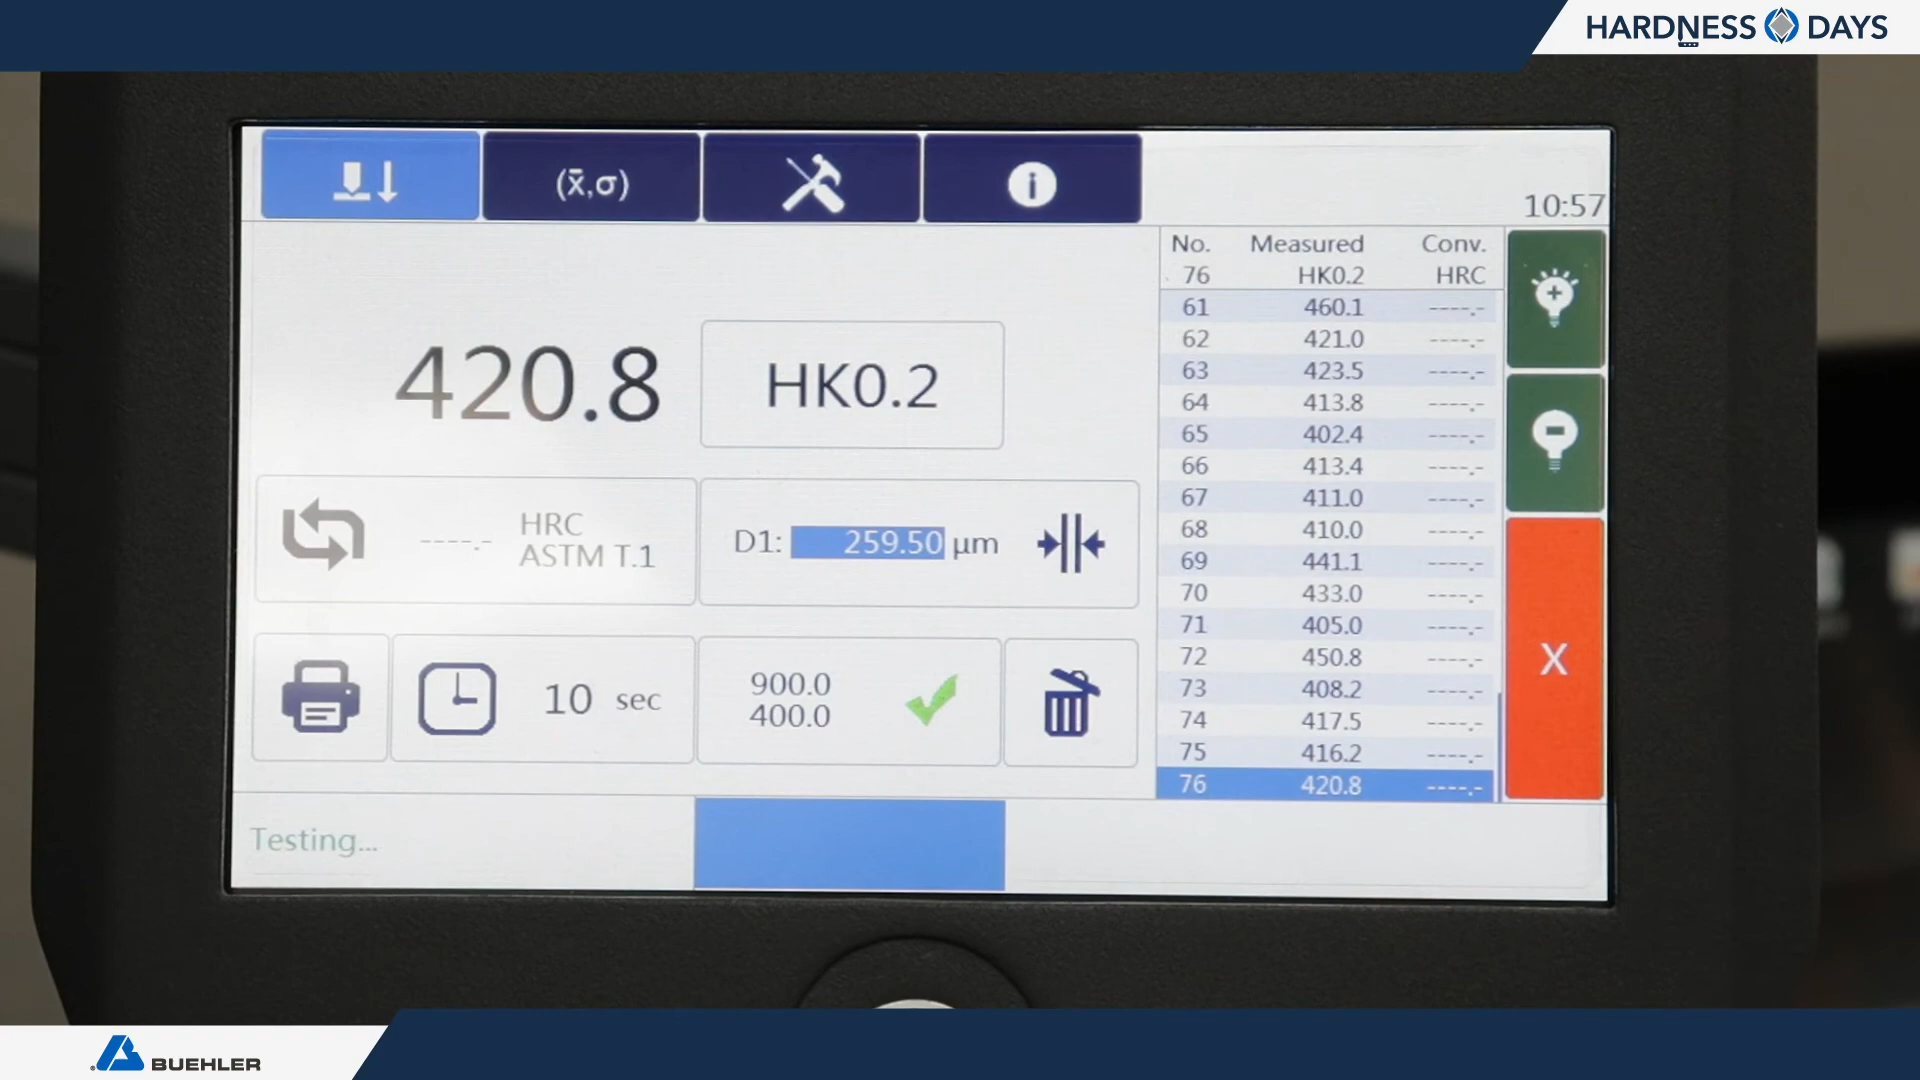 HARDNESS DAYS
(x̄,σ)
i
10:57
No. Measured Conv.
76 HK0.2 HRC
61 460.1 ----.-
62 421.0 ----.-
63 423.5 ----.-
64 413.8 ----.-
65 402.4 ----.-
66 413.4 ----.-
67 411.0 ----.-
68 410.0 ----.-
69 441.1 ----.-
70 433.0 ----.-
71 405.0 ----.-
72 450.8 ----.-
73 408.2 ----.-
74 417.5 ----.-
75 416.2 ----.-
76 420.8 ----.-
420.8 HK0.2
----.- HRC
ASTM T.1
D1: 259.50 µm
10 sec
900.0
400.0
X
Testing...
BUEHLER